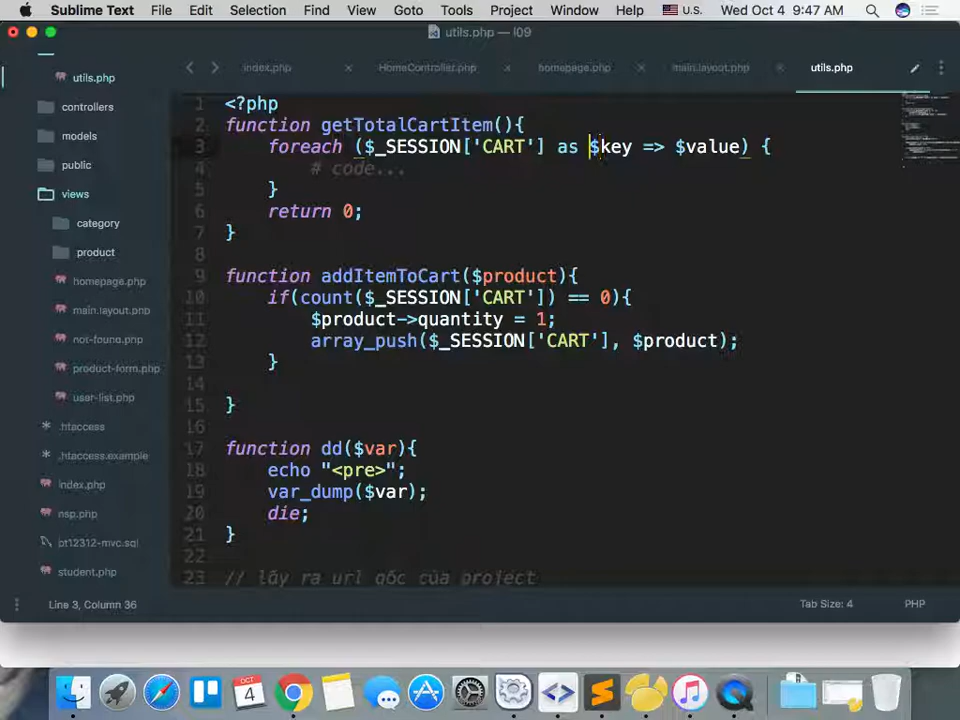 Sublime Text File Edit Selection Find View Goto Tools Project Window Help U.S. Wed Oct 4 9:47 AM
utils.php — l09
index.php HomeController.php homepage.php main.layout.php utils.php
utils.php
controllers
models
public
views
category
product
homepage.php
main.layout.php
not-found.php
product-form.php
user-list.php
.htaccess
.htaccess.example
index.php
nsp.php
pt12312-mvc.sql
student.php
1 <?php
2 function getTotalCartItem(){
3 foreach ($_SESSION['CART'] as $key => $value) {
4 # code...
5 }
6 return 0;
7 }
8
9 function addItemToCart($product){
10 if(count($_SESSION['CART']) == 0){
11 $product->quantity = 1;
12 array_push($_SESSION['CART'], $product);
13 }
14
15 }
16
17 function dd($var){
18 echo "<pre>";
19 var_dump($var);
20 die;
21 }
22
23 // lấy ra url gốc của project
Line 3, Column 36 Tab Size: 4 PHP
OCT
4